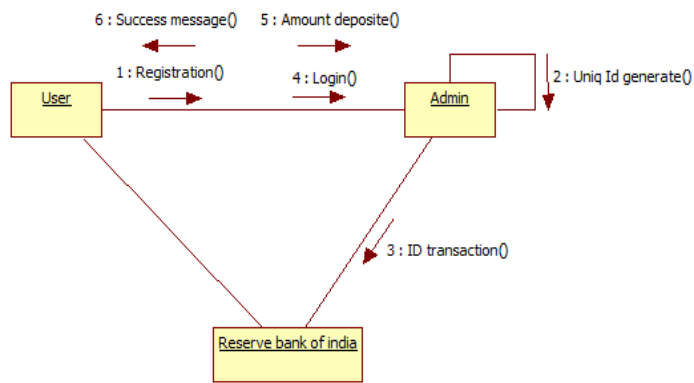 6 : Success message()
5 : Amount deposite()
1 : Registration()
4 : Login()
2 : Uniq Id generate()
User
Admin
3 : ID transaction()
Reserve bank of india